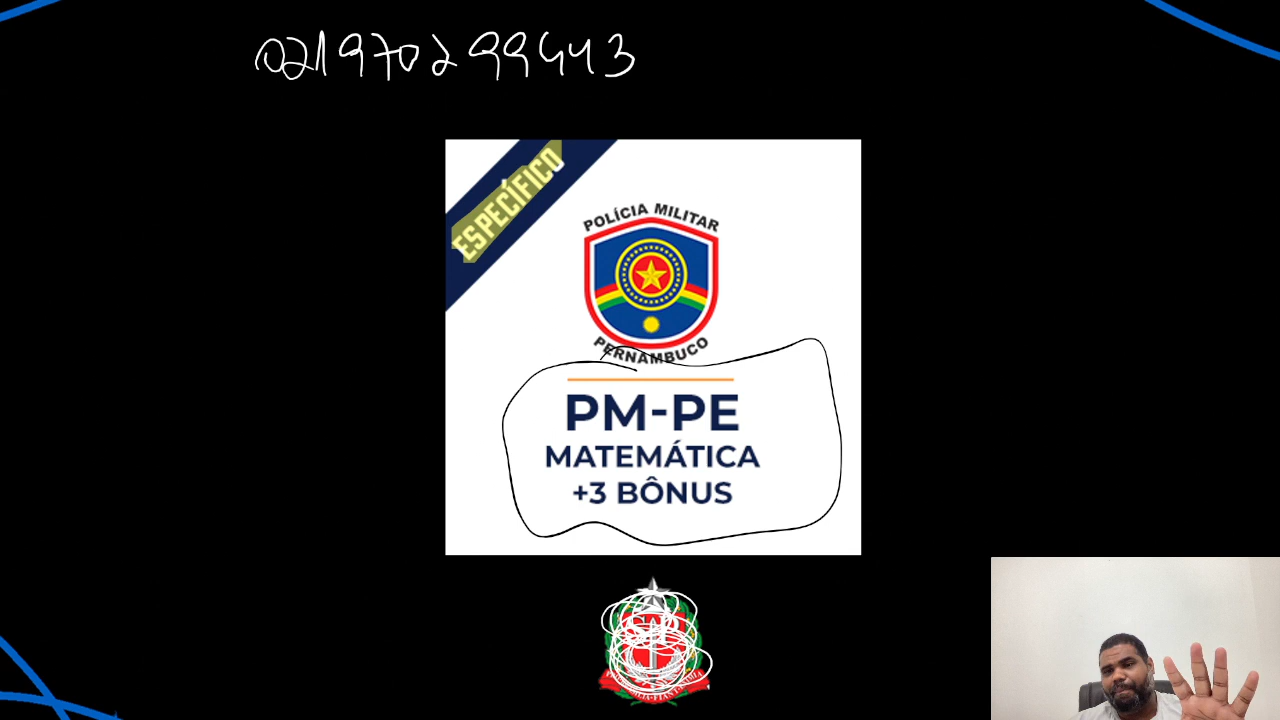 021970299443
ESPECÍFICO
POLÍCIA MILITAR
PERNAMBUCO
PM-PE
MATEMÁTICA
+3 BÔNUS